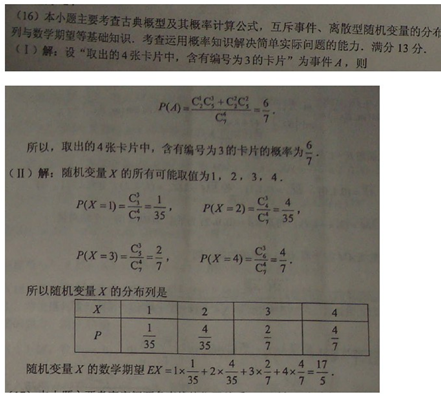 (16) 本小题主要考查古典概型及其概率计算公式，互斥事件、离散型随机变量的分布
列与数学期望等基础知识．考查运用概率知识解决简单实际问题的能力．满分 13 分．
(Ⅰ) 解：设“取出的 4 张卡片中，含有编号为 3 的卡片”为事件 A，则
P(A)=\frac{C_2^1C_5^3+C_2^2C_5^2}{C_7^4}=\frac{6}{7}．
所以，取出的 4 张卡片中，含有编号为 3 的卡片的概率为 \frac{6}{7}．
(Ⅱ) 解：随机变量 X 的所有可能取值为 1，2，3，4．
P(X=1)=\frac{C_3^3}{C_7^4}=\frac{1}{35}， P(X=2)=\frac{C_4^3}{C_7^4}=\frac{4}{35}，
P(X=3)=\frac{C_5^3}{C_7^4}=\frac{2}{7}， P(X=4)=\frac{C_6^3}{C_7^4}=\frac{4}{7}．
所以随机变量 X 的分布列是
X 1 2 3 4
P \frac{1}{35} \frac{4}{35} \frac{2}{7} \frac{4}{7}
随机变量 X 的数学期望 EX=1×\frac{1}{35}+2×\frac{4}{35}+3×\frac{2}{7}+4×\frac{4}{7}=\frac{17}{5}．